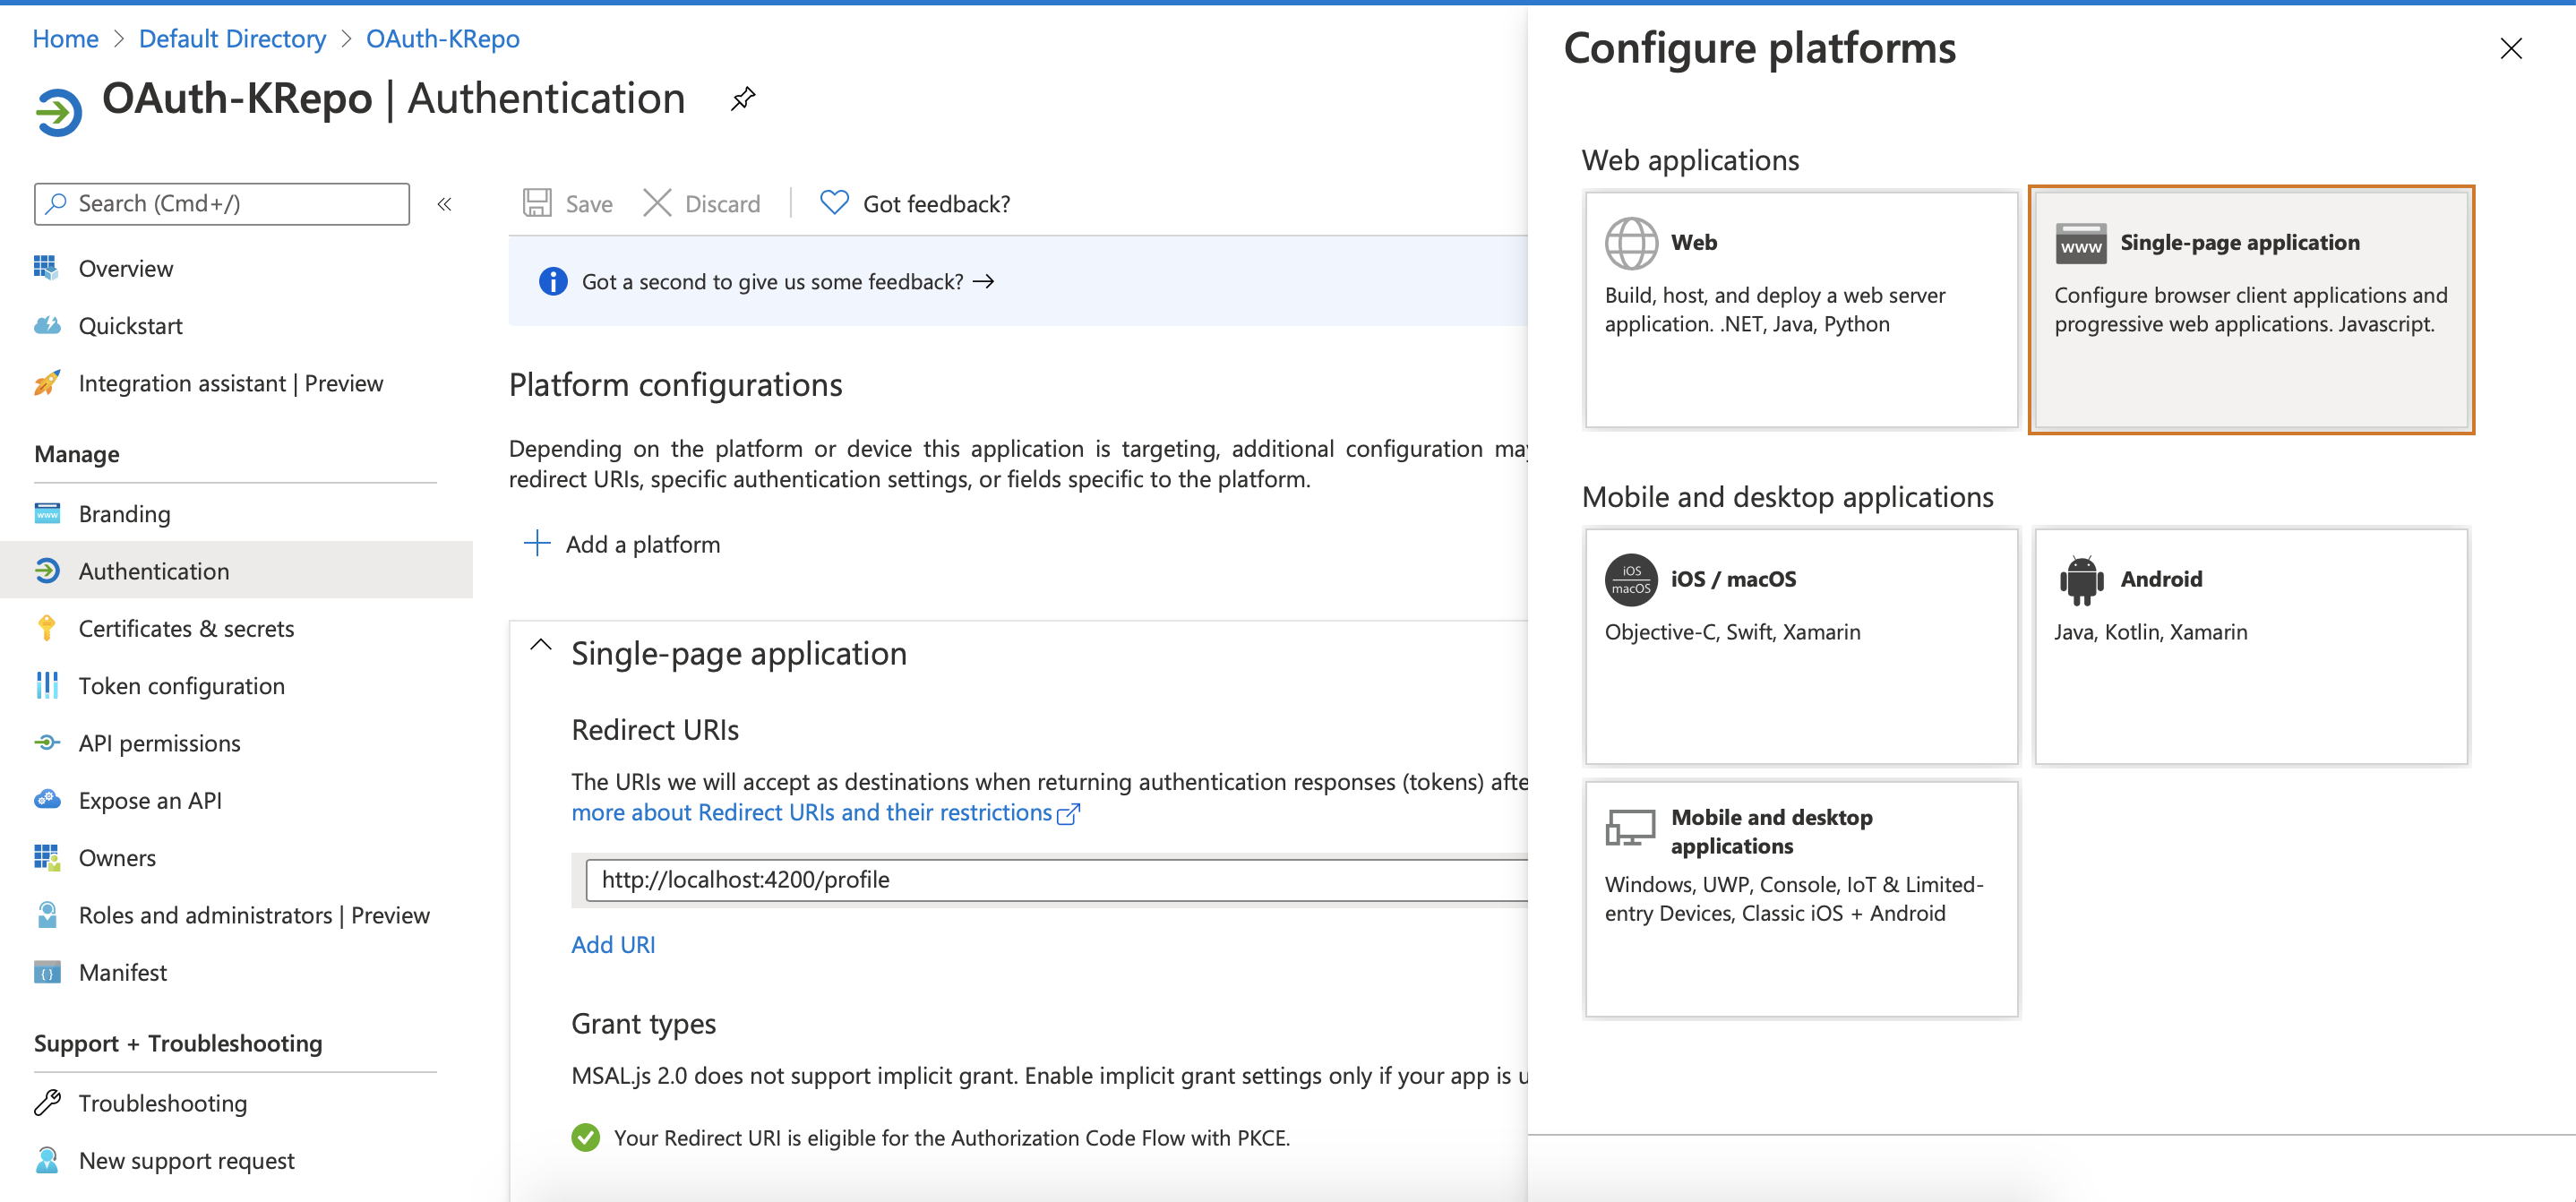 Home > Default Directory > OAuth-KRepo
OAuth-KRepo | Authentication
Search (Cmd+/)
«
Overview
Quickstart
Integration assistant | Preview
Manage
Branding
Authentication
Certificates & secrets
Token configuration
API permissions
Expose an API
Owners
Roles and administrators | Preview
Manifest
Support + Troubleshooting
Troubleshooting
New support request
Save Discard Got feedback?
Got a second to give us some feedback? →
Platform configurations
Depending on the platform or device this application is targeting, additional configuration may
redirect URIs, specific authentication settings, or fields specific to the platform.
Add a platform
Single-page application
Redirect URIs
The URIs we will accept as destinations when returning authentication responses (tokens) afte
more about Redirect URIs and their restrictions
http://localhost:4200/profile
Add URI
Grant types
MSAL.js 2.0 does not support implicit grant. Enable implicit grant settings only if your app is u
Your Redirect URI is eligible for the Authorization Code Flow with PKCE.
Configure platforms
Web applications
Web
Build, host, and deploy a web server
application. .NET, Java, Python
www
Single-page application
Configure browser client applications and
progressive web applications. Javascript.
Mobile and desktop applications
iOS
macOS
iOS / macOS
Objective-C, Swift, Xamarin
Android
Java, Kotlin, Xamarin
Mobile and desktop
applications
Windows, UWP, Console, IoT & Limited-
entry Devices, Classic iOS + Android